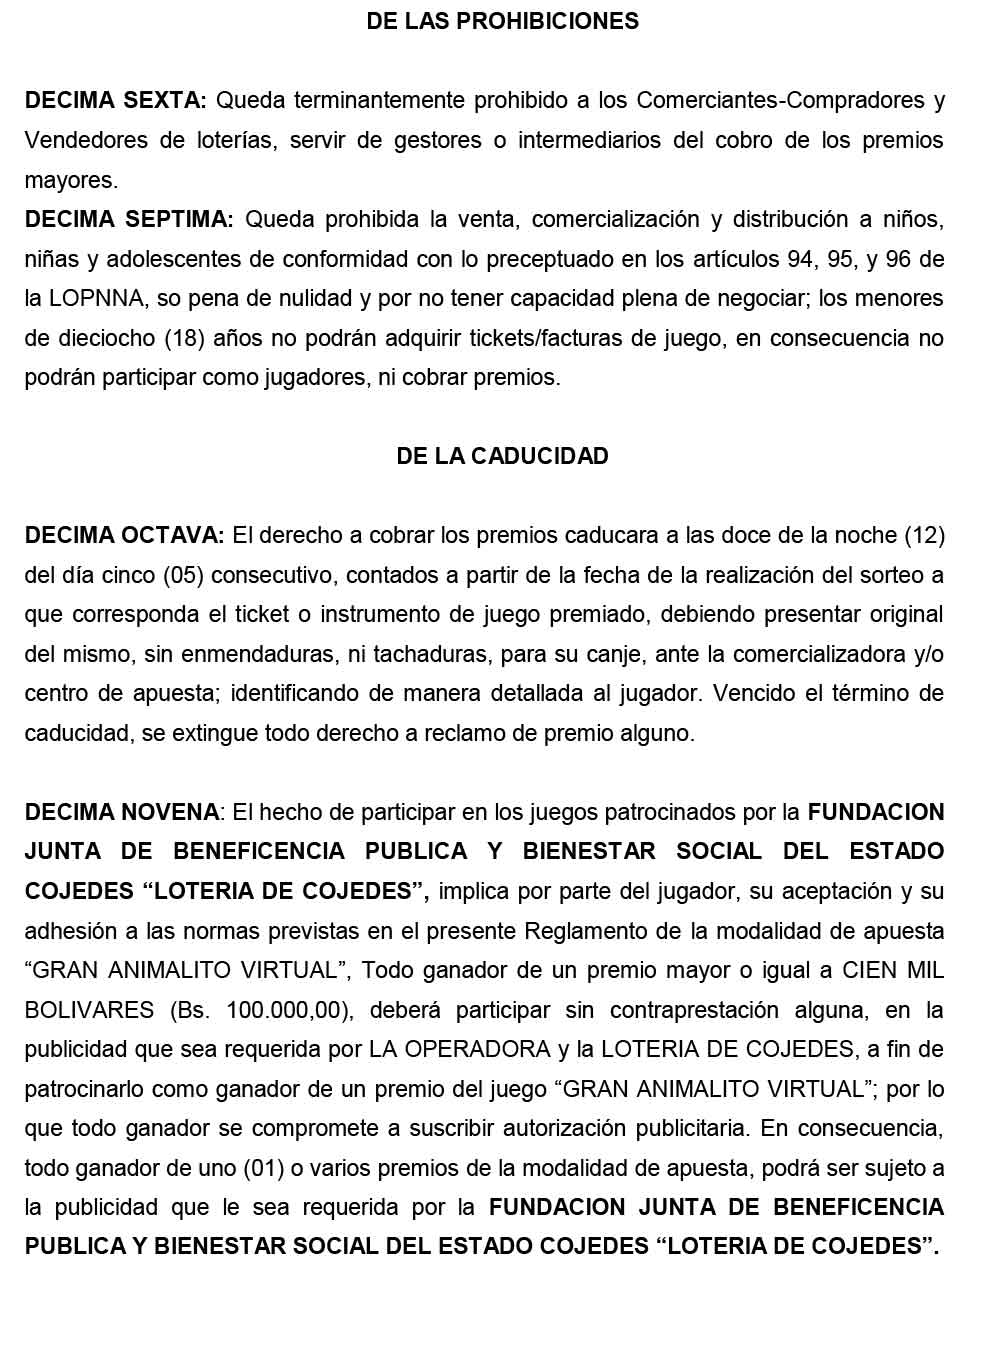 DE LAS PROHIBICIONES
DECIMA SEXTA: Queda terminantemente prohibido a los Comerciantes-Compradores y
Vendedores de loterías, servir de gestores o intermediarios del cobro de los premios
mayores.
DECIMA SEPTIMA: Queda prohibida la venta, comercialización y distribución a niños,
niñas y adolescentes de conformidad con lo preceptuado en los artículos 94, 95, y 96 de
la LOPNNA, so pena de nulidad y por no tener capacidad plena de negociar; los menores
de dieciocho (18) años no podrán adquirir tickets/facturas de juego, en consecuencia no
podrán participar como jugadores, ni cobrar premios.
DE LA CADUCIDAD
DECIMA OCTAVA: El derecho a cobrar los premios caducara a las doce de la noche (12)
del día cinco (05) consecutivo, contados a partir de la fecha de la realización del sorteo a
que corresponda el ticket o instrumento de juego premiado, debiendo presentar original
del mismo, sin enmendaduras, ni tachaduras, para su canje, ante la comercializadora y/o
centro de apuesta; identificando de manera detallada al jugador. Vencido el término de
caducidad, se extingue todo derecho a reclamo de premio alguno.
DECIMA NOVENA: El hecho de participar en los juegos patrocinados por la FUNDACION
JUNTA DE BENEFICENCIA PUBLICA Y BIENESTAR SOCIAL DEL ESTADO
COJEDES “LOTERIA DE COJEDES”, implica por parte del jugador, su aceptación y su
adhesión a las normas previstas en el presente Reglamento de la modalidad de apuesta
“GRAN ANIMALITO VIRTUAL”, Todo ganador de un premio mayor o igual a CIEN MIL
BOLIVARES (Bs. 100.000,00), deberá participar sin contraprestación alguna, en la
publicidad que sea requerida por LA OPERADORA y la LOTERIA DE COJEDES, a fin de
patrocinarlo como ganador de un premio del juego “GRAN ANIMALITO VIRTUAL”; por lo
que todo ganador se compromete a suscribir autorización publicitaria. En consecuencia,
todo ganador de uno (01) o varios premios de la modalidad de apuesta, podrá ser sujeto a
la publicidad que le sea requerida por la FUNDACION JUNTA DE BENEFICENCIA
PUBLICA Y BIENESTAR SOCIAL DEL ESTADO COJEDES “LOTERIA DE COJEDES”.